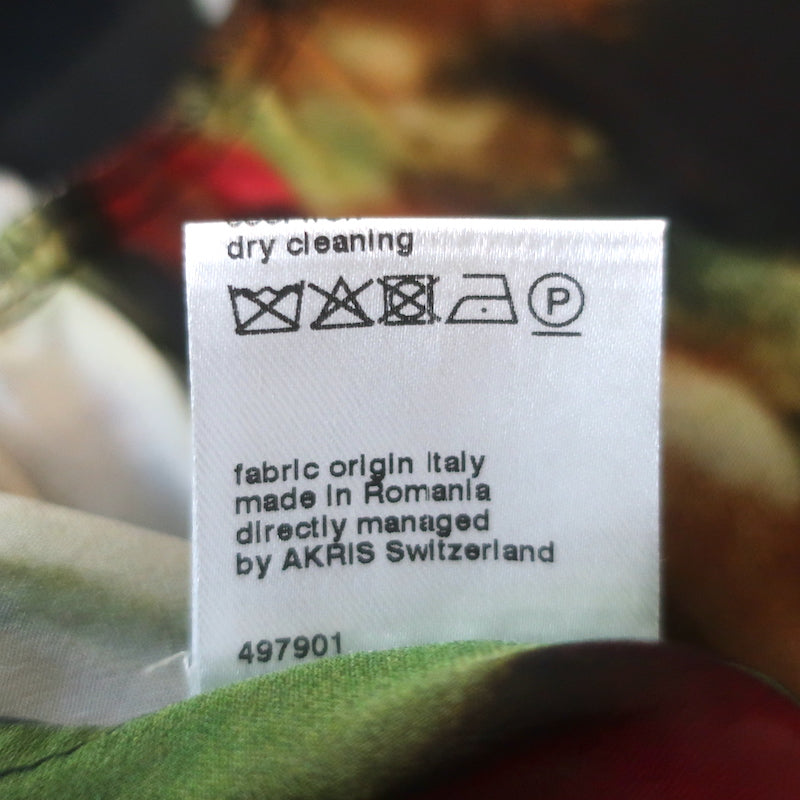 dry cleaning
P
fabric origin Italy
made in Romania
directly managed
by AKRIS Switzerland
497901